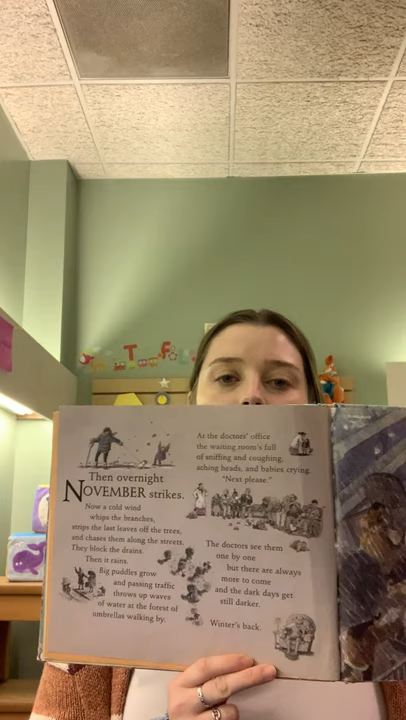 T F
Then overnight
NOVEMBER strikes.
Now a cold wind
whips the branches,
strips the last leaves off the trees,
and chases them along the streets.
They block the drains.
Then it rains.
Big puddles grow
and passing traffic
throws up waves
of water at the forest of
umbrellas walking by.
At the doctors' office
the waiting room's full
of sniffing and coughing,
aching heads, and babies crying.
"Next please."
The doctors see them
one by one
but there are always
more to come
and the dark days get
still darker.
Winter's back.